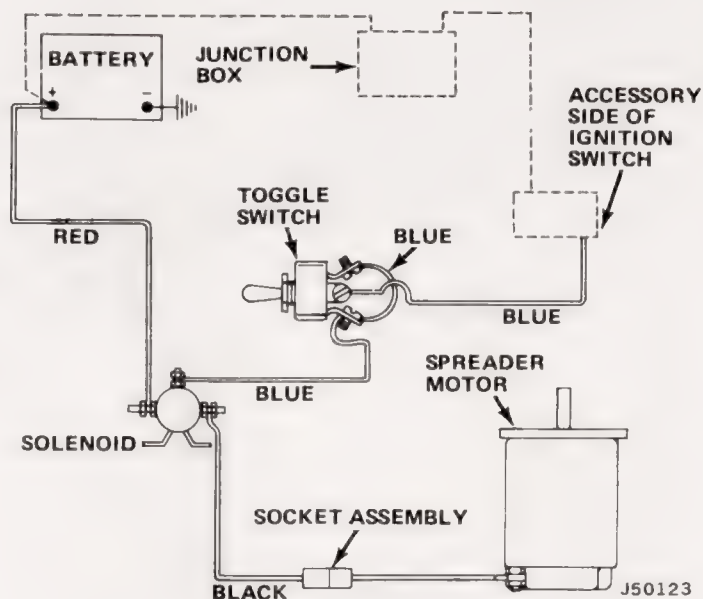 BATTERY
+
−
JUNCTION
BOX
ACCESSORY
SIDE OF
IGNITION
SWITCH
TOGGLE
SWITCH
BLUE
RED
BLUE
BLUE
SPREADER
MOTOR
SOLENOID
SOCKET ASSEMBLY
BLACK
J50123